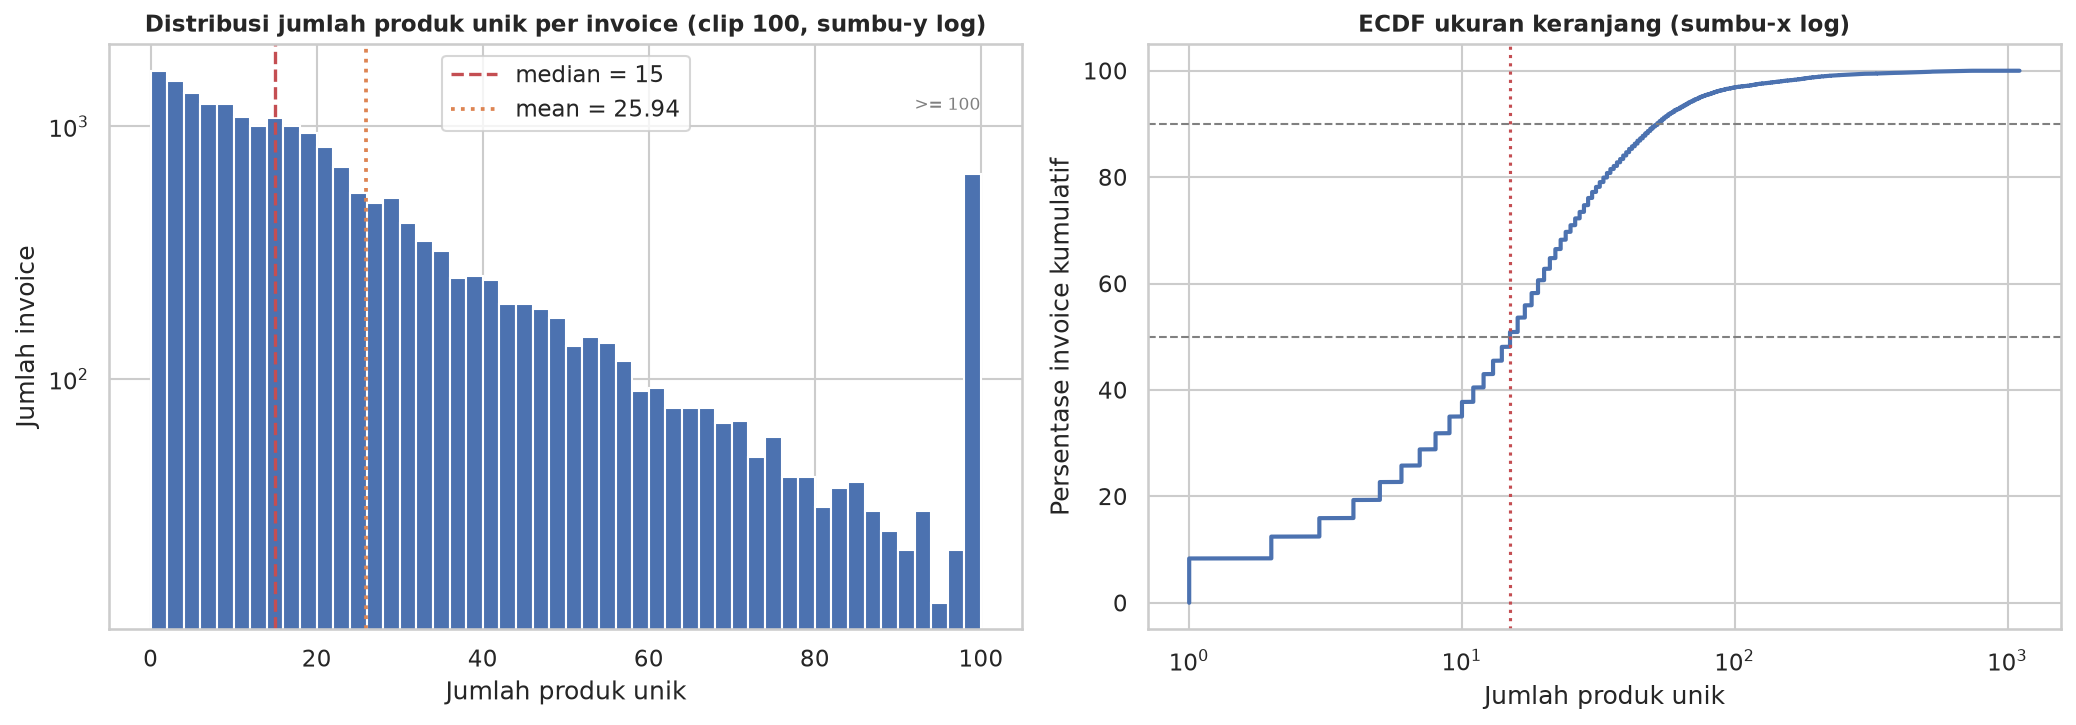 Distribusi jumlah produk unik per invoice (clip 100, sumbu-y log)
median = 15
mean = 25.94
>= 100
10³
10²
Jumlah invoice
0 20 40 60 80 100
Jumlah produk unik
ECDF ukuran keranjang (sumbu-x log)
100
80
60
40
20
0
Persentase invoice kumulatif
10⁰ 10¹ 10² 10³
Jumlah produk unik